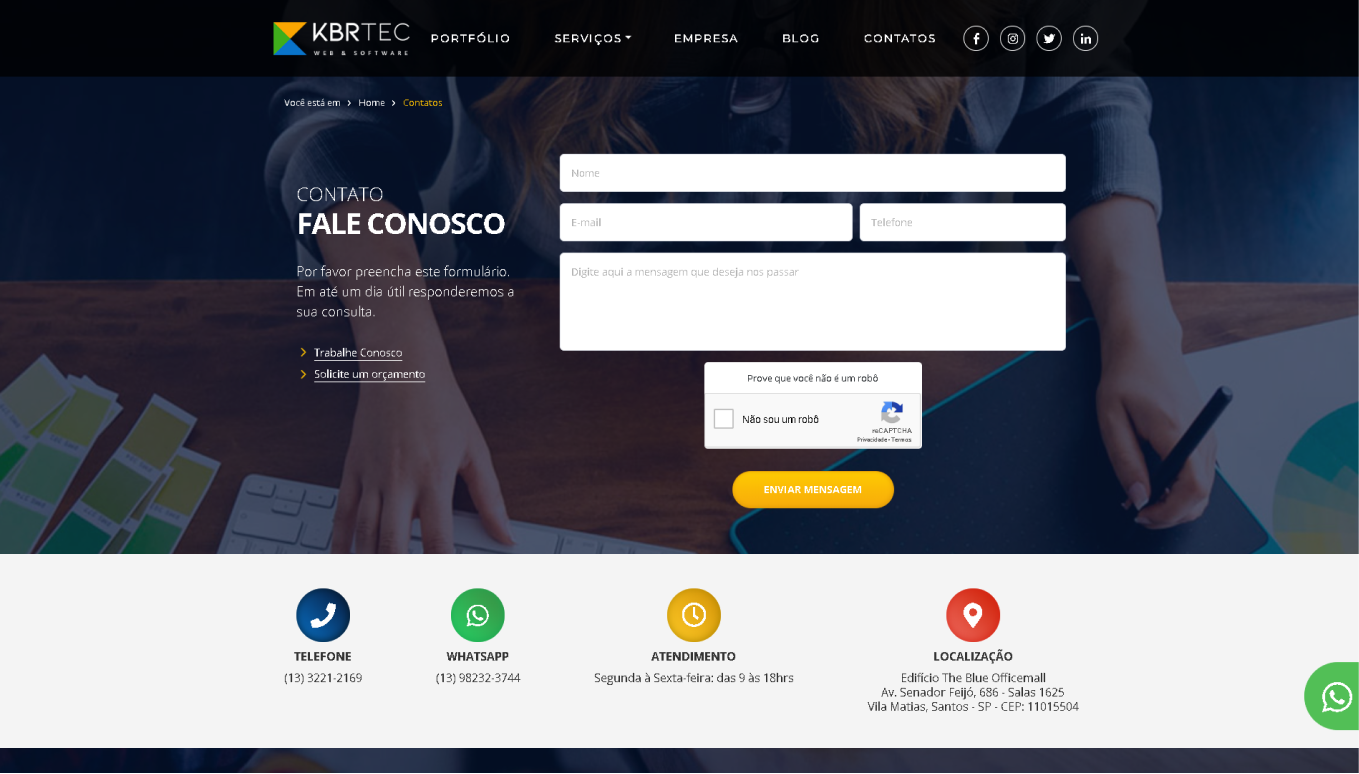 KBRTEC
WEB & SOFTWARE
PORTFÓLIO
SERVIÇOS
EMPRESA
BLOG
CONTATOS
Você está em > Home > Contatos
CONTATO
FALE CONOSCO
Por favor preencha este formulário.
Em até um dia útil responderemos a
sua consulta.
Trabalhe Conosco
Solicite um orçamento
Nome
E-mail
Telefone
Digite aqui a mensagem que deseja nos passar
Prove que você não é um robô
Não sou um robô
reCAPTCHA
Privacidade - Termos
ENVIAR MENSAGEM
TELEFONE
(13) 3221-2169
WHATSAPP
(13) 98232-3744
ATENDIMENTO
Segunda à Sexta-feira: das 9 às 18hrs
LOCALIZAÇÃO
Edifício The Blue Officemall
Av. Senador Feijó, 686 - Salas 1625
Vila Matias, Santos - SP - CEP: 11015504